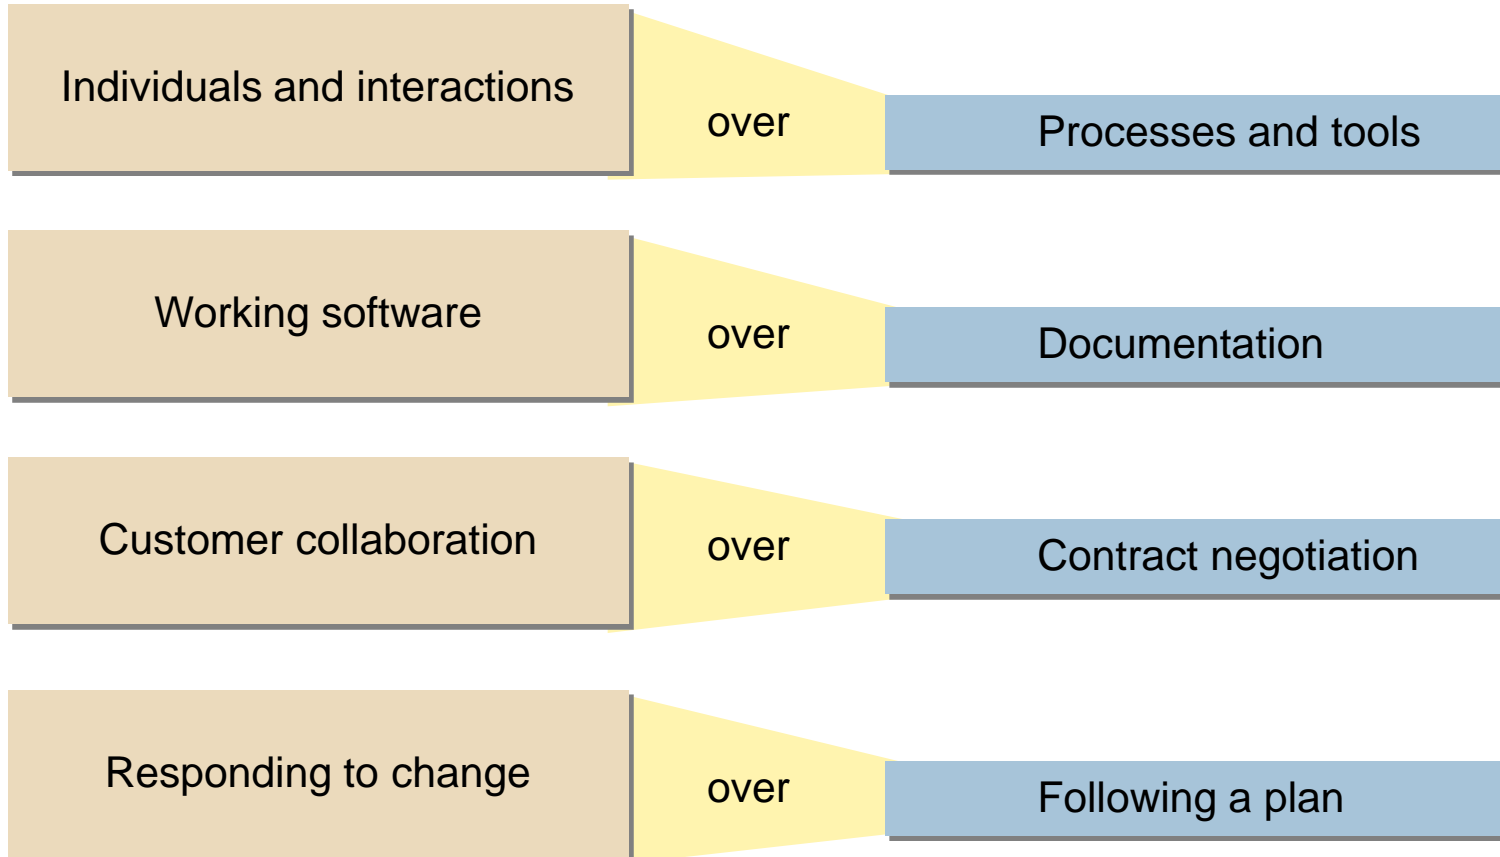 Individuals and interactions
over
Processes and tools
Working software
over
Documentation
Customer collaboration
over
Contract negotiation
Responding to change
over
Following a plan